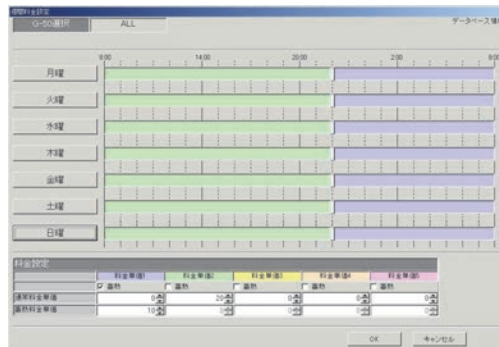 G-50選択 ALL データベース情
8:00 14:00 20:00 2:00 8:00
月曜
火曜
水曜
木曜
金曜
土曜
日曜
料金設定
料金単価1 料金単価2 料金単価3 料金単価4 料金単価5
蓄熱 蓄熱 蓄熱 蓄熱 蓄熱
通常料金単価 0 20 0 0 0
蓄熱料金単価 10 0 0 0 0
OK キャンセル